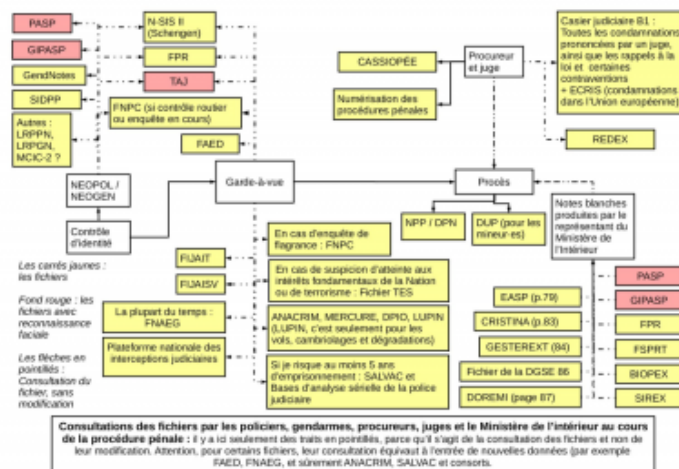 PASP
GIPASP
GendNotes
SIDPP
Autres :
LRPPN,
LRPGN,
MCIC-2 ?
N-SIS II
(Schengen)
FPR
TAJ
FNPC (si contrôle routier
ou enquête en cours)
FAED
CASSIOPÉE
Numérisation des
procédures pénales
Procureur
et juge
Casier judiciaire B1 :
Toutes les condamnations
prononcées par un juge,
ainsi que les rappels à la
loi et certaines
contraventions
+ ECRIS (condamnations
dans l'Union européenne)
REDEX
NEOPOL /
NEOGEN
Garde-à-vue
Procès
Contrôle
d'identité
NPP / DPN
DUP (pour les
mineur·es)
Notes blanches
produites par le
représentant du
Ministère de
l'Intérieur
Les carrés jaunes :
les fichiers
Fond rouge : les
fichiers avec
reconnaissance
faciale
Les flèches en
pointillés :
Consultation du
fichier, sans
modification
FIJAIT
FIJAISV
La plupart du temps :
FNAEG
Plateforme nationale des
interceptions judiciaires
En cas d'enquête de
flagrance : FNPC
En cas de suspicion d'atteinte aux
intérêts fondamentaux de la Nation
ou de terrorisme : Fichier TES
ANACRIM, MERCURE, DPIO, LUPIN
(LUPIN, c'est seulement pour les
vols, cambriolages et dégradations)
Si je risque au moins 5 ans
d'emprisonnement : SALVAC et
Bases d'analyse sérielle de la police
judiciaire
EASP (p.79)
CRISTINA (p.83)
GESTEREXT (84)
Fichier de la DGSE 86
DOREMI (page 87)
PASP
GIPASP
FPR
FSPRT
BIOPEX
SIREX
Consultations des fichiers par les policiers, gendarmes, procureurs, juges et le Ministère de l'intérieur au cours
de la procédure pénale : il y a ici seulement des traits en pointillés, parce qu'il s'agit de la consultation des fichiers et non de
leur modification. Attention, pour certains fichiers, leur consultation équivaut à l'entrée de nouvelles données (par exemple
FAED, FNAEG, et sûrement ANACRIM, SALVAC et consorts.